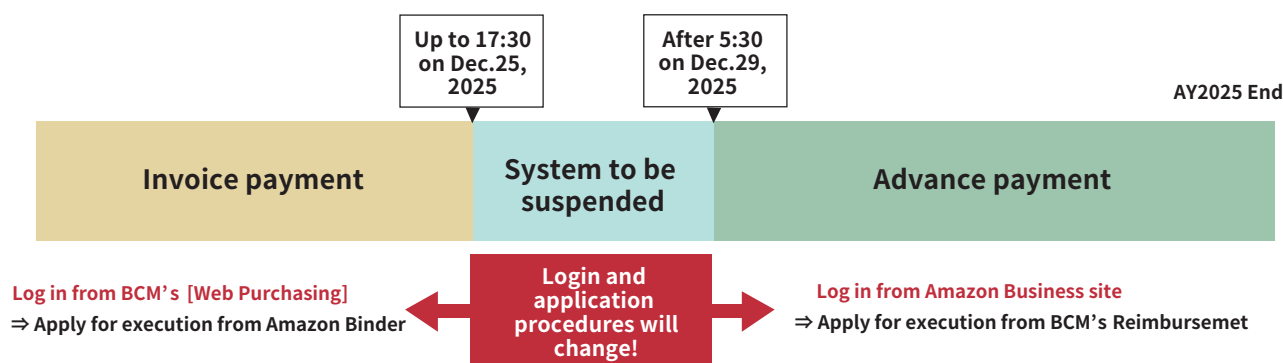 Up to 17:30
on Dec.25,
2025
After 5:30
on Dec.29,
2025
AY2025 End
Invoice payment
System to be
suspended
Advance payment
Log in from BCM’s [Web Purchasing]
⇒ Apply for execution from Amazon Binder
Login and
application
procedures will
change!
Log in from Amazon Business site
⇒ Apply for execution from BCM’s Reimbursemet